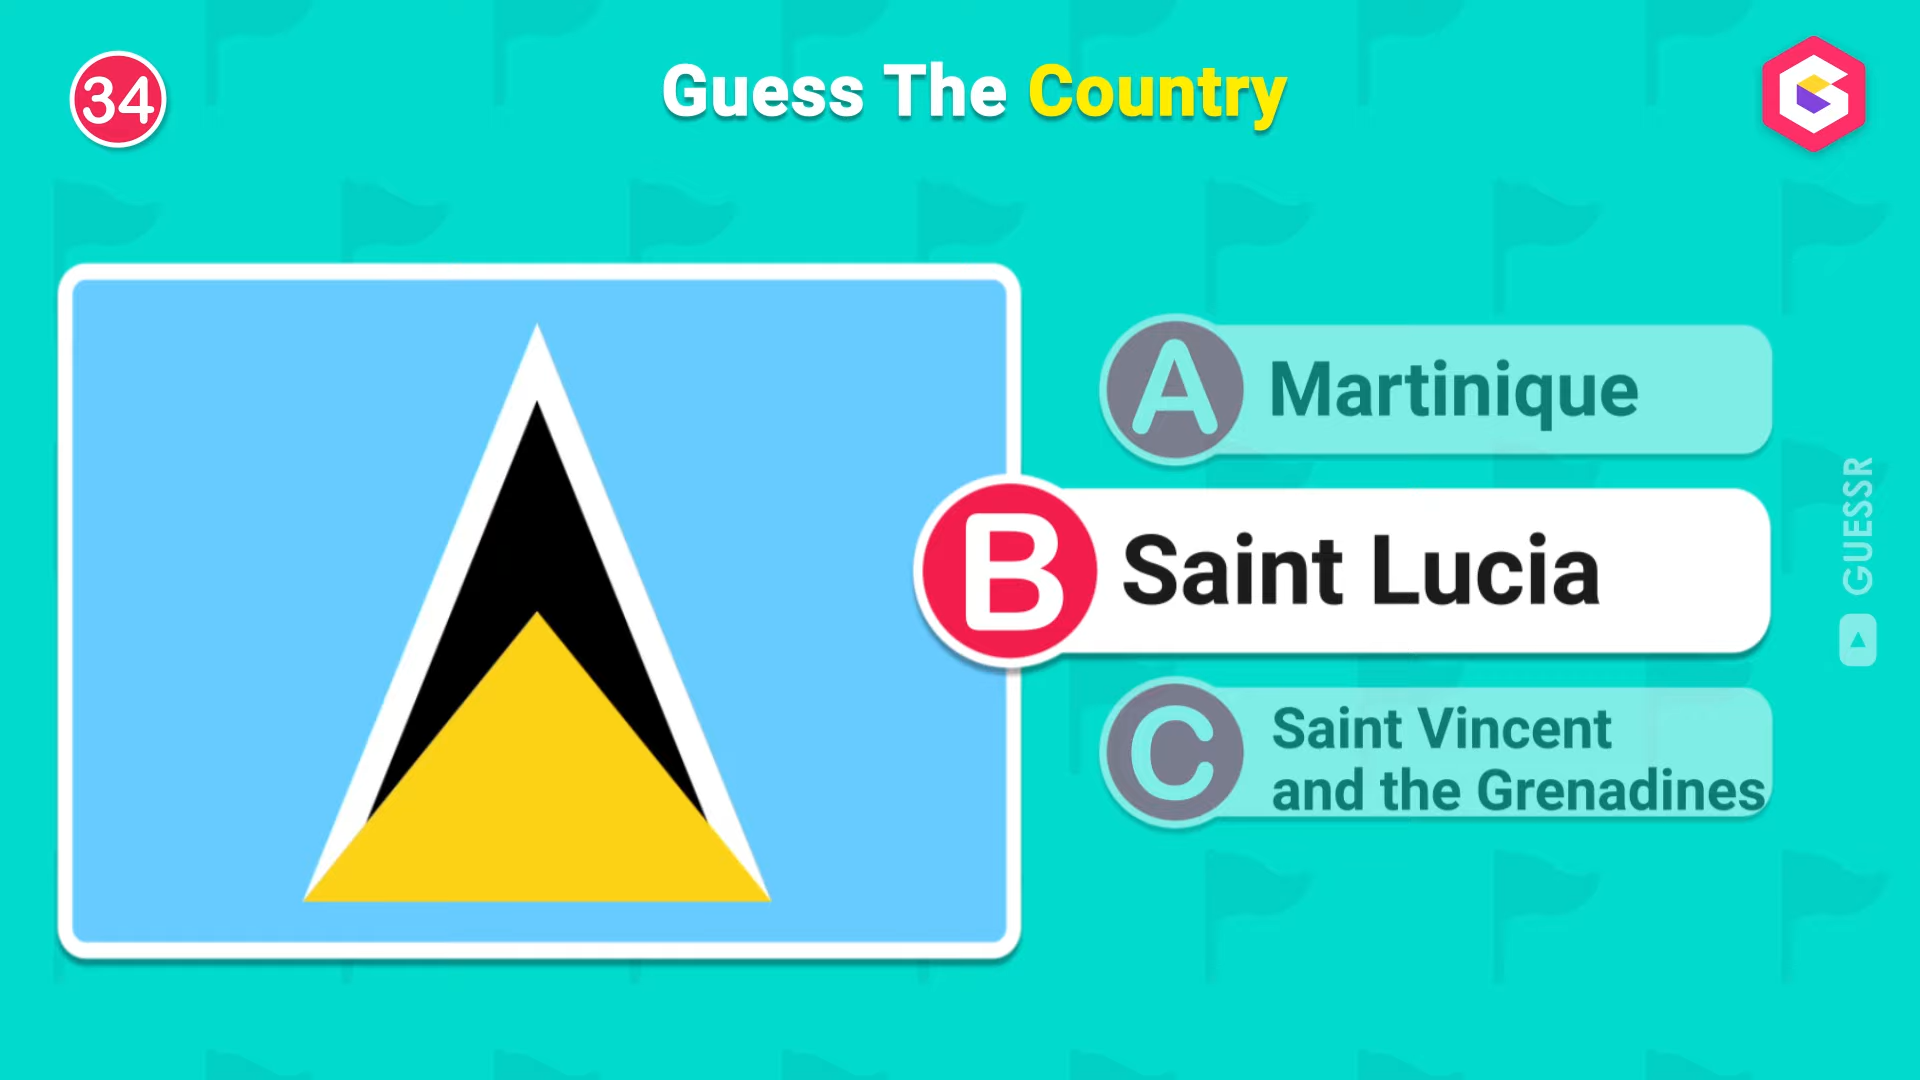 34
Guess The Country
G
A Martinique
B Saint Lucia
C Saint Vincent
and the Grenadines
GUESSR